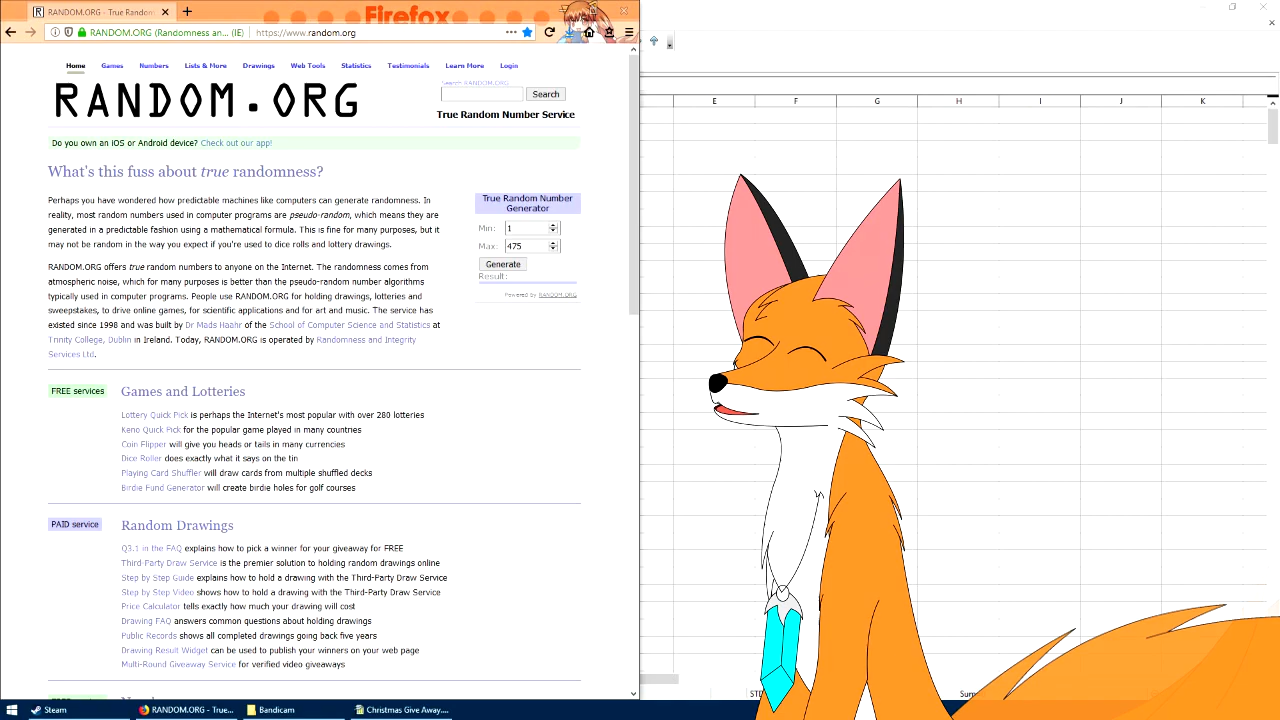 RANDOM.ORG - True Random
Firefox
RANDOM.ORG (Randomness an... (IE)
https://www.random.org
Home Games Numbers Lists & More Drawings Web Tools Statistics Testimonials Learn More Login
RANDOM.ORG
Search RANDOM.ORG
Search
True Random Number Service
Do you own an iOS or Android device? Check out our app!
What's this fuss about true randomness?
Perhaps you have wondered how predictable machines like computers can generate randomness. In
reality, most random numbers used in computer programs are pseudo-random, which means they are
generated in a predictable fashion using a mathematical formula. This is fine for many purposes, but it
may not be random in the way you expect if you're used to dice rolls and lottery drawings.
RANDOM.ORG offers true random numbers to anyone on the Internet. The randomness comes from
atmospheric noise, which for many purposes is better than the pseudo-random number algorithms
typically used in computer programs. People use RANDOM.ORG for holding drawings, lotteries and
sweepstakes, to drive online games, for scientific applications and for art and music. The service has
existed since 1998 and was built by Dr Mads Haahr of the School of Computer Science and Statistics at
Trinity College, Dublin in Ireland. Today, RANDOM.ORG is operated by Randomness and Integrity
Services Ltd.
True Random Number
Generator
Min: 1
Max: 475
Generate
Result:
Powered by RANDOM.ORG
FREE services
Games and Lotteries
Lottery Quick Pick is perhaps the Internet's most popular with over 280 lotteries
Keno Quick Pick for the popular game played in many countries
Coin Flipper will give you heads or tails in many currencies
Dice Roller does exactly what it says on the tin
Playing Card Shuffler will draw cards from multiple shuffled decks
Birdie Fund Generator will create birdie holes for golf courses
PAID service
Random Drawings
Q3.1 in the FAQ explains how to pick a winner for your giveaway for FREE
Third-Party Draw Service is the premier solution to holding random drawings online
Step by Step Guide explains how to hold a drawing with the Third-Party Draw Service
Step by Step Video shows how to hold a drawing with the Third-Party Draw Service
Price Calculator tells exactly how much your drawing will cost
Drawing FAQ answers common questions about holding drawings
Public Records shows all completed drawings going back five years
Drawing Result Widget can be used to publish your winners on your web page
Multi-Round Giveaway Service for verified video giveaways
E F G H I J K
Steam
RANDOM.ORG - True...
Bandicam
Christmas Give Away....